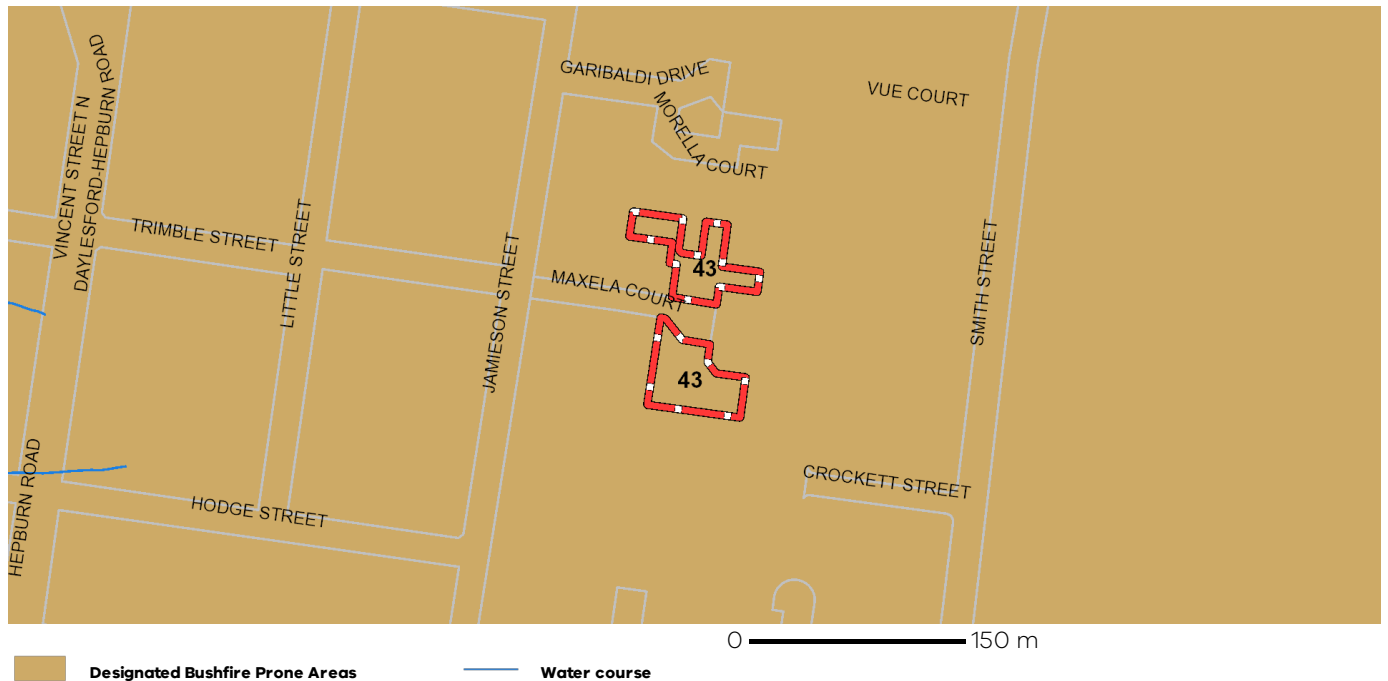 GARIBALDI DRIVE
VUE COURT
MORELLA COURT
VINCENT STREET N
DAYLESFORD-HEPBURN ROAD
TRIMBLE STREET
LITTLE STREET
JAMIESON STREET
MAXELA COURT
43
43
SMITH STREET
CROCKETT STREET
HODGE STREET
HEPBURN ROAD
0 150 m
Designated Bushfire Prone Areas
Water course